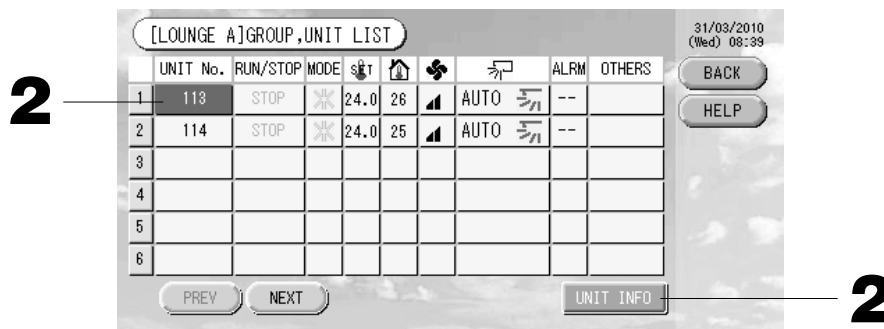 [LOUNGE A]GROUP,UNIT LIST
31/03/2010
(Wed) 08:39
UNIT No. RUN/STOP MODE SET ALRM OTHERS
BACK
2
1 113 STOP 24.0 26 AUTO --
HELP
2 114 STOP 24.0 25 AUTO --
3
4
5
6
PREV NEXT UNIT INFO
2